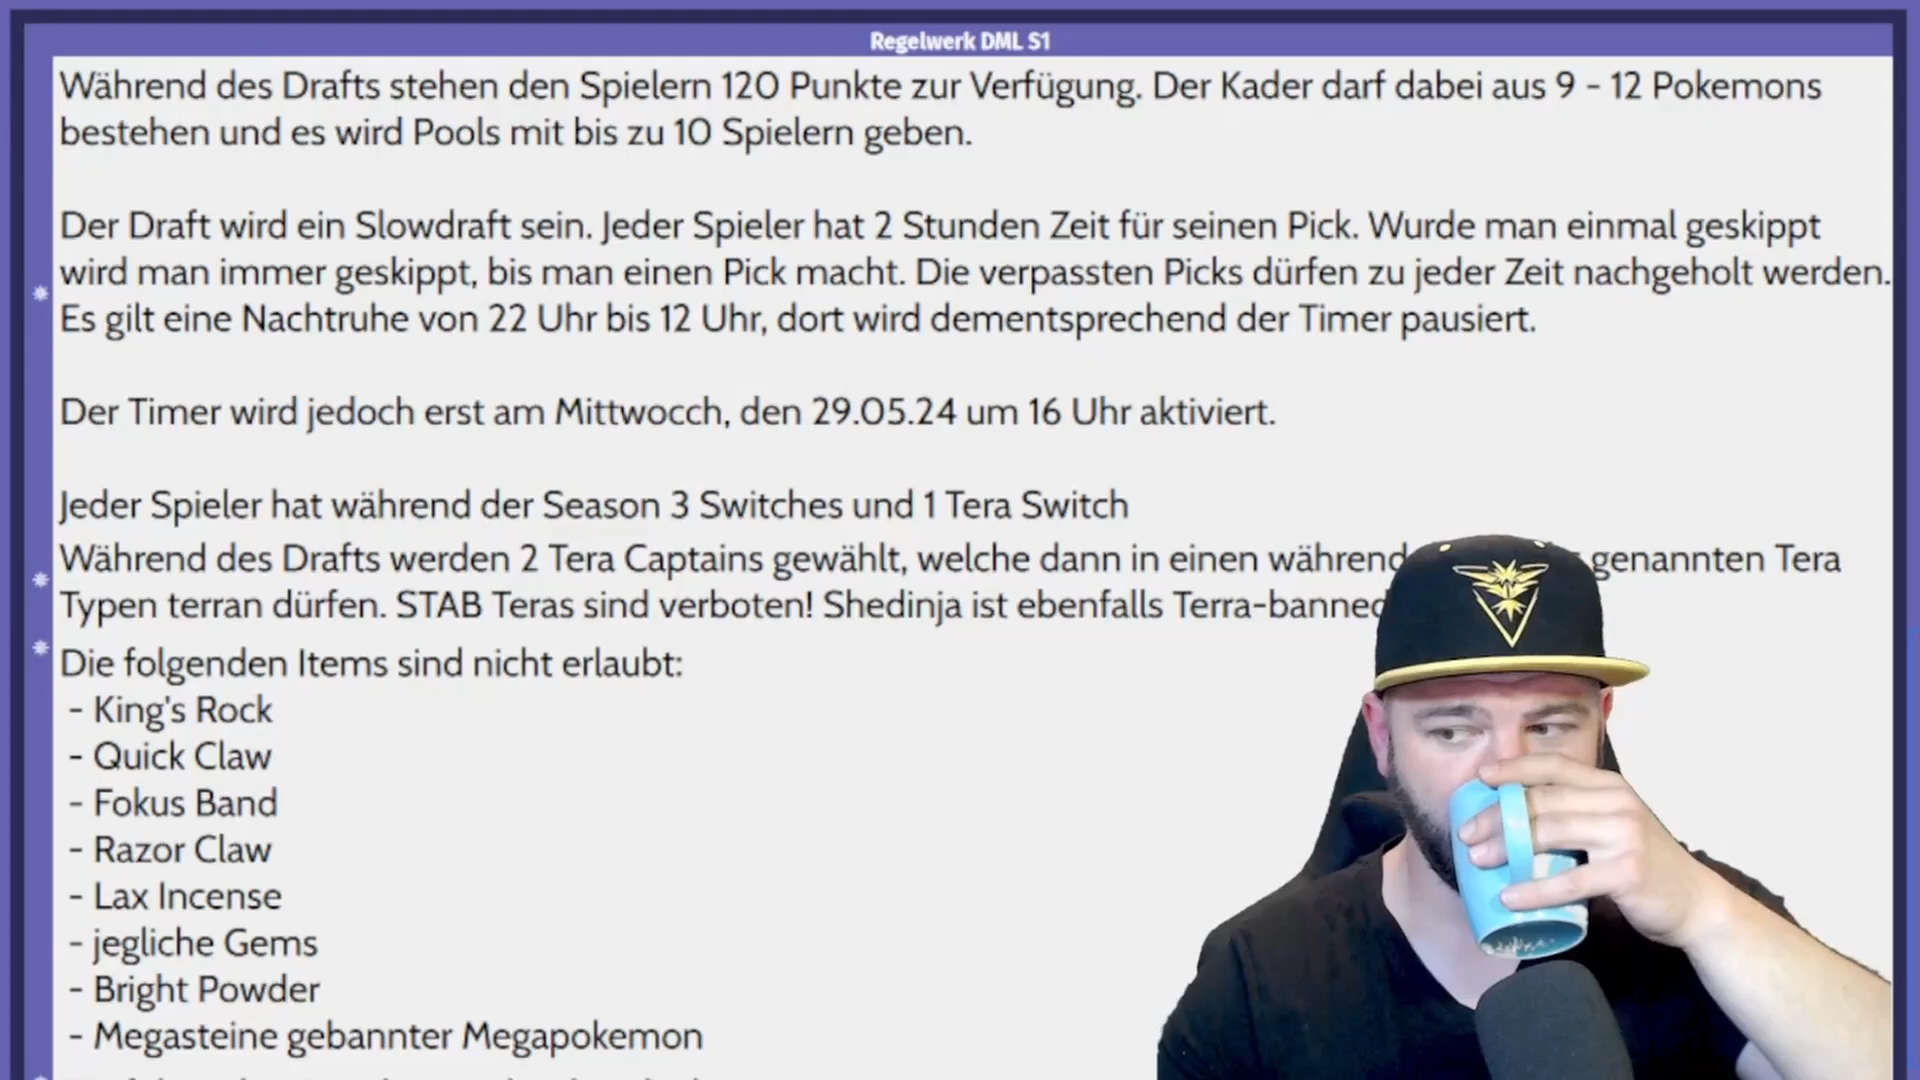 Regelwerk DML S1
Während des Drafts stehen den Spielern 120 Punkte zur Verfügung. Der Kader darf dabei aus 9 - 12 Pokemons
bestehen und es wird Pools mit bis zu 10 Spielern geben.
Der Draft wird ein Slowdraft sein. Jeder Spieler hat 2 Stunden Zeit für seinen Pick. Wurde man einmal geskippt
wird man immer geskippt, bis man einen Pick macht. Die verpassten Picks dürfen zu jeder Zeit nachgeholt werden.
Es gilt eine Nachtruhe von 22 Uhr bis 12 Uhr, dort wird dementsprechend der Timer pausiert.
Der Timer wird jedoch erst am Mittwocch, den 29.05.24 um 16 Uhr aktiviert.
Jeder Spieler hat während der Season 3 Switches und 1 Tera Switch
Während des Drafts werden 2 Tera Captains gewählt, welche dann in einen während genannten Tera
Typen terran dürfen. STAB Teras sind verboten! Shedinja ist ebenfalls Terra-banned
Die folgenden Items sind nicht erlaubt:
- King's Rock
- Quick Claw
- Fokus Band
- Razor Claw
- Lax Incense
- jegliche Gems
- Bright Powder
- Megasteine gebannter Megapokemon